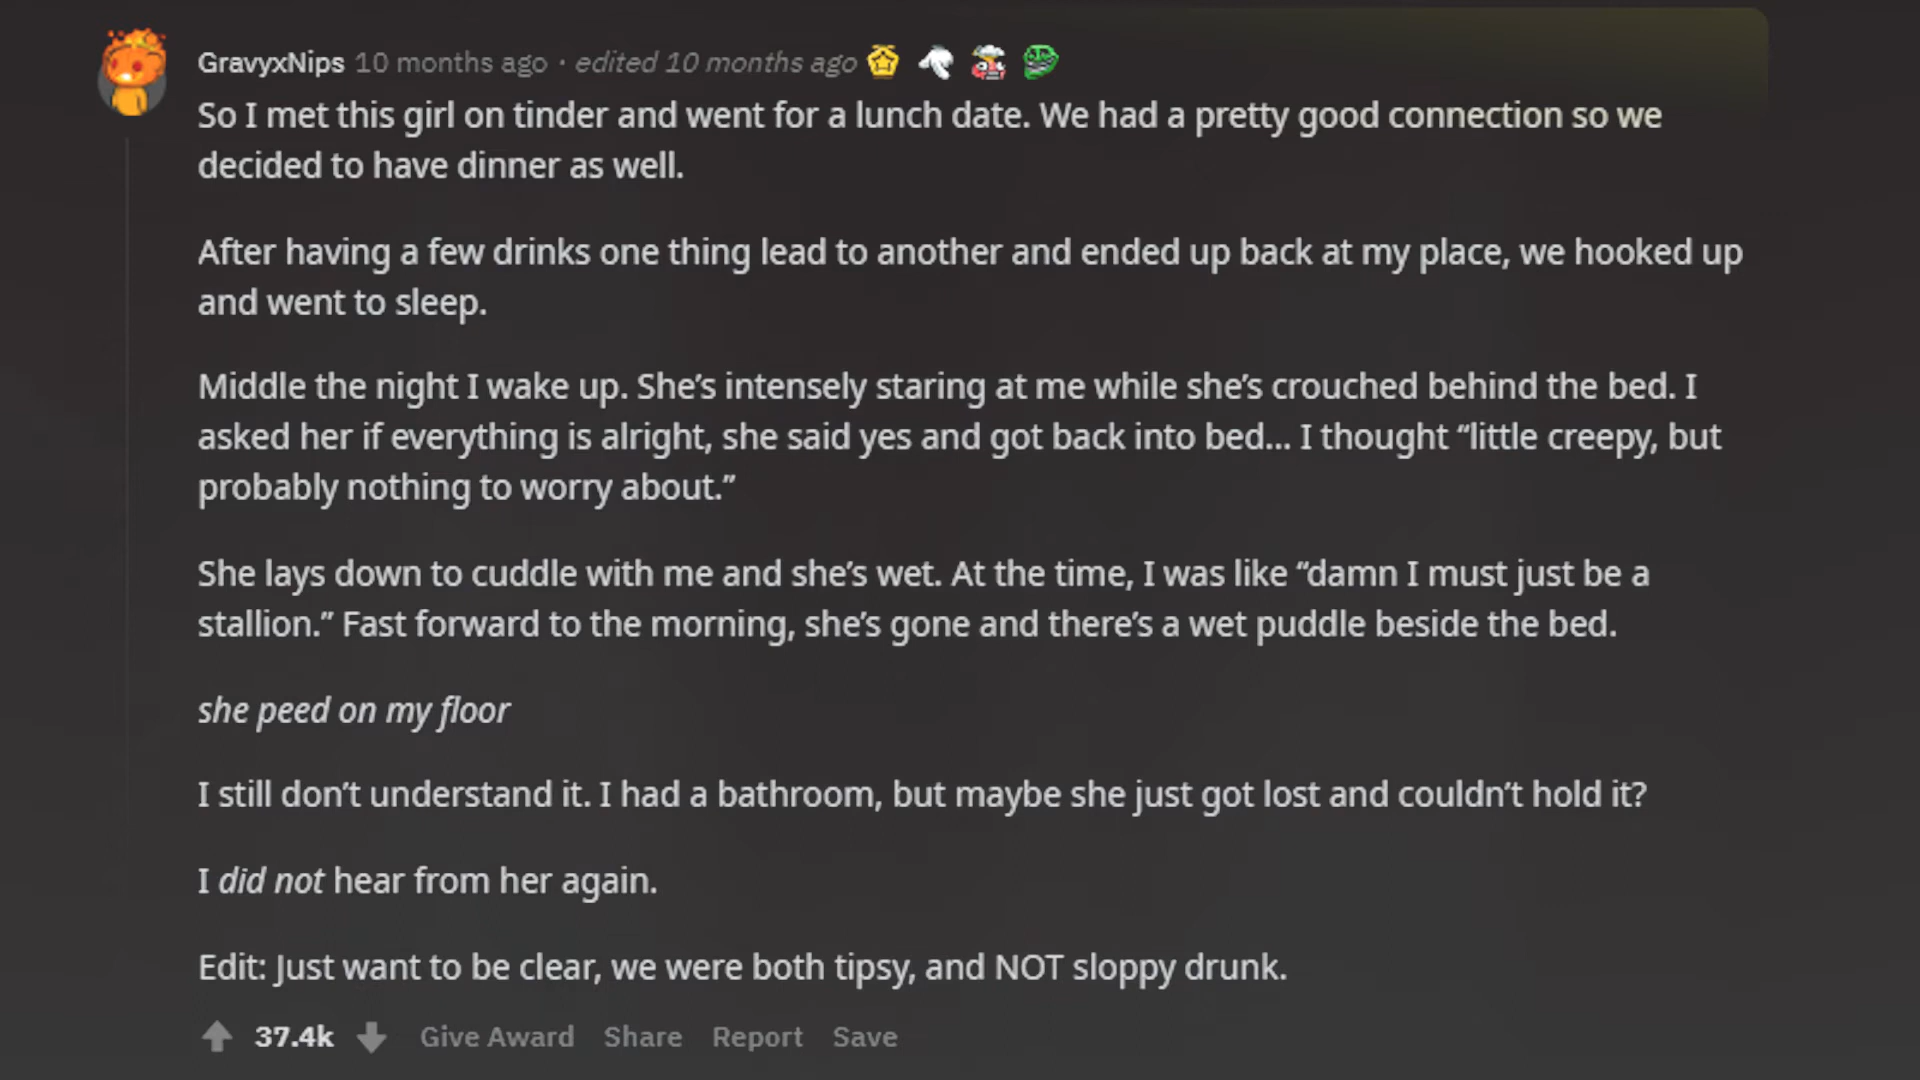 GravyxNips 10 months ago · edited 10 months ago
So I met this girl on tinder and went for a lunch date. We had a pretty good connection so we
decided to have dinner as well.
After having a few drinks one thing lead to another and ended up back at my place, we hooked up
and went to sleep.
Middle the night I wake up. She’s intensely staring at me while she’s crouched behind the bed. I
asked her if everything is alright, she said yes and got back into bed... I thought “little creepy, but
probably nothing to worry about.”
She lays down to cuddle with me and she’s wet. At the time, I was like “damn I must just be a
stallion.” Fast forward to the morning, she’s gone and there’s a wet puddle beside the bed.
she peed on my floor
I still don’t understand it. I had a bathroom, but maybe she just got lost and couldn’t hold it?
I did not hear from her again.
Edit: Just want to be clear, we were both tipsy, and NOT sloppy drunk.
37.4k Give Award Share Report Save